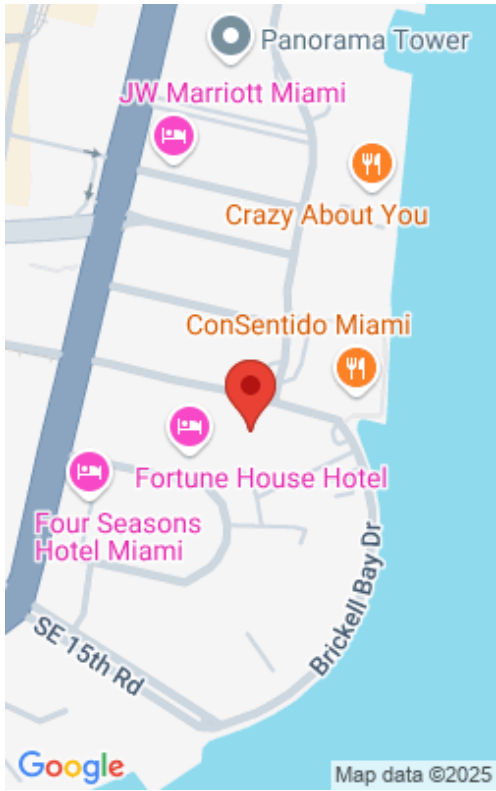 Panorama Tower
JW Marriott Miami
Crazy About You
ConSentido Miami
Fortune House Hotel
Four Seasons
Hotel Miami
Brickell Bay Dr
SE 15th Rd
Google
Map data ©2025